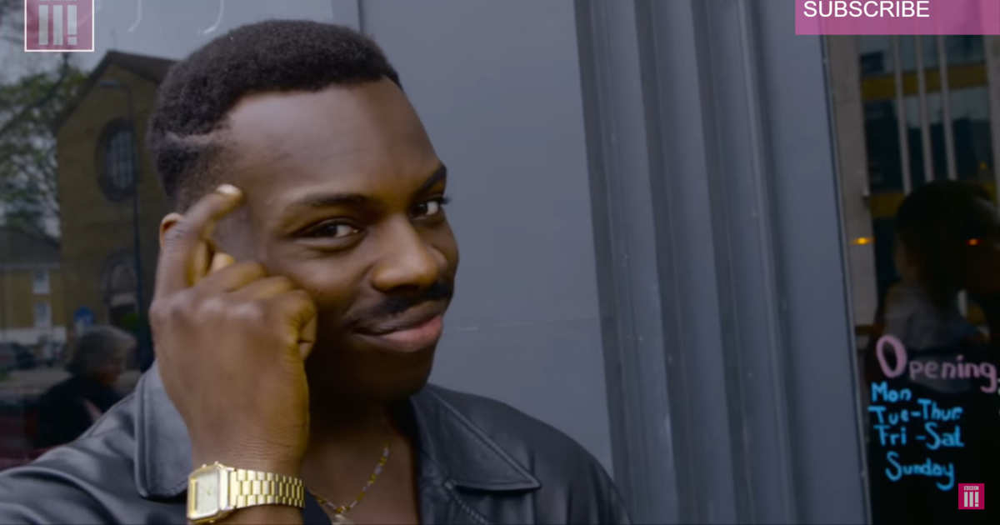 SUBSCRIBE
Opening
Mon
Tue-Thur
Fri-Sat
Sunday